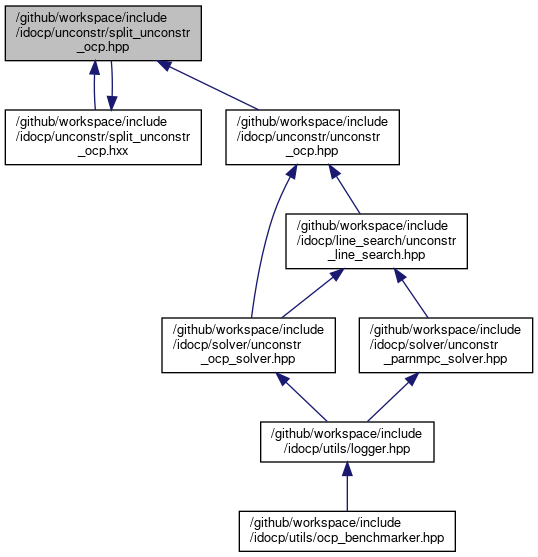 /github/workspace/include
/idocp/unconstr/split_unconstr
_ocp.hpp
/github/workspace/include
/idocp/unconstr/split_unconstr
_ocp.hxx
/github/workspace/include
/idocp/unconstr/unconstr
_ocp.hpp
/github/workspace/include
/idocp/line_search/unconstr
_line_search.hpp
/github/workspace/include
/idocp/solver/unconstr
_ocp_solver.hpp
/github/workspace/include
/idocp/solver/unconstr
_parnmpc_solver.hpp
/github/workspace/include
/idocp/utils/logger.hpp
/github/workspace/include
/idocp/utils/ocp_benchmarker.hpp